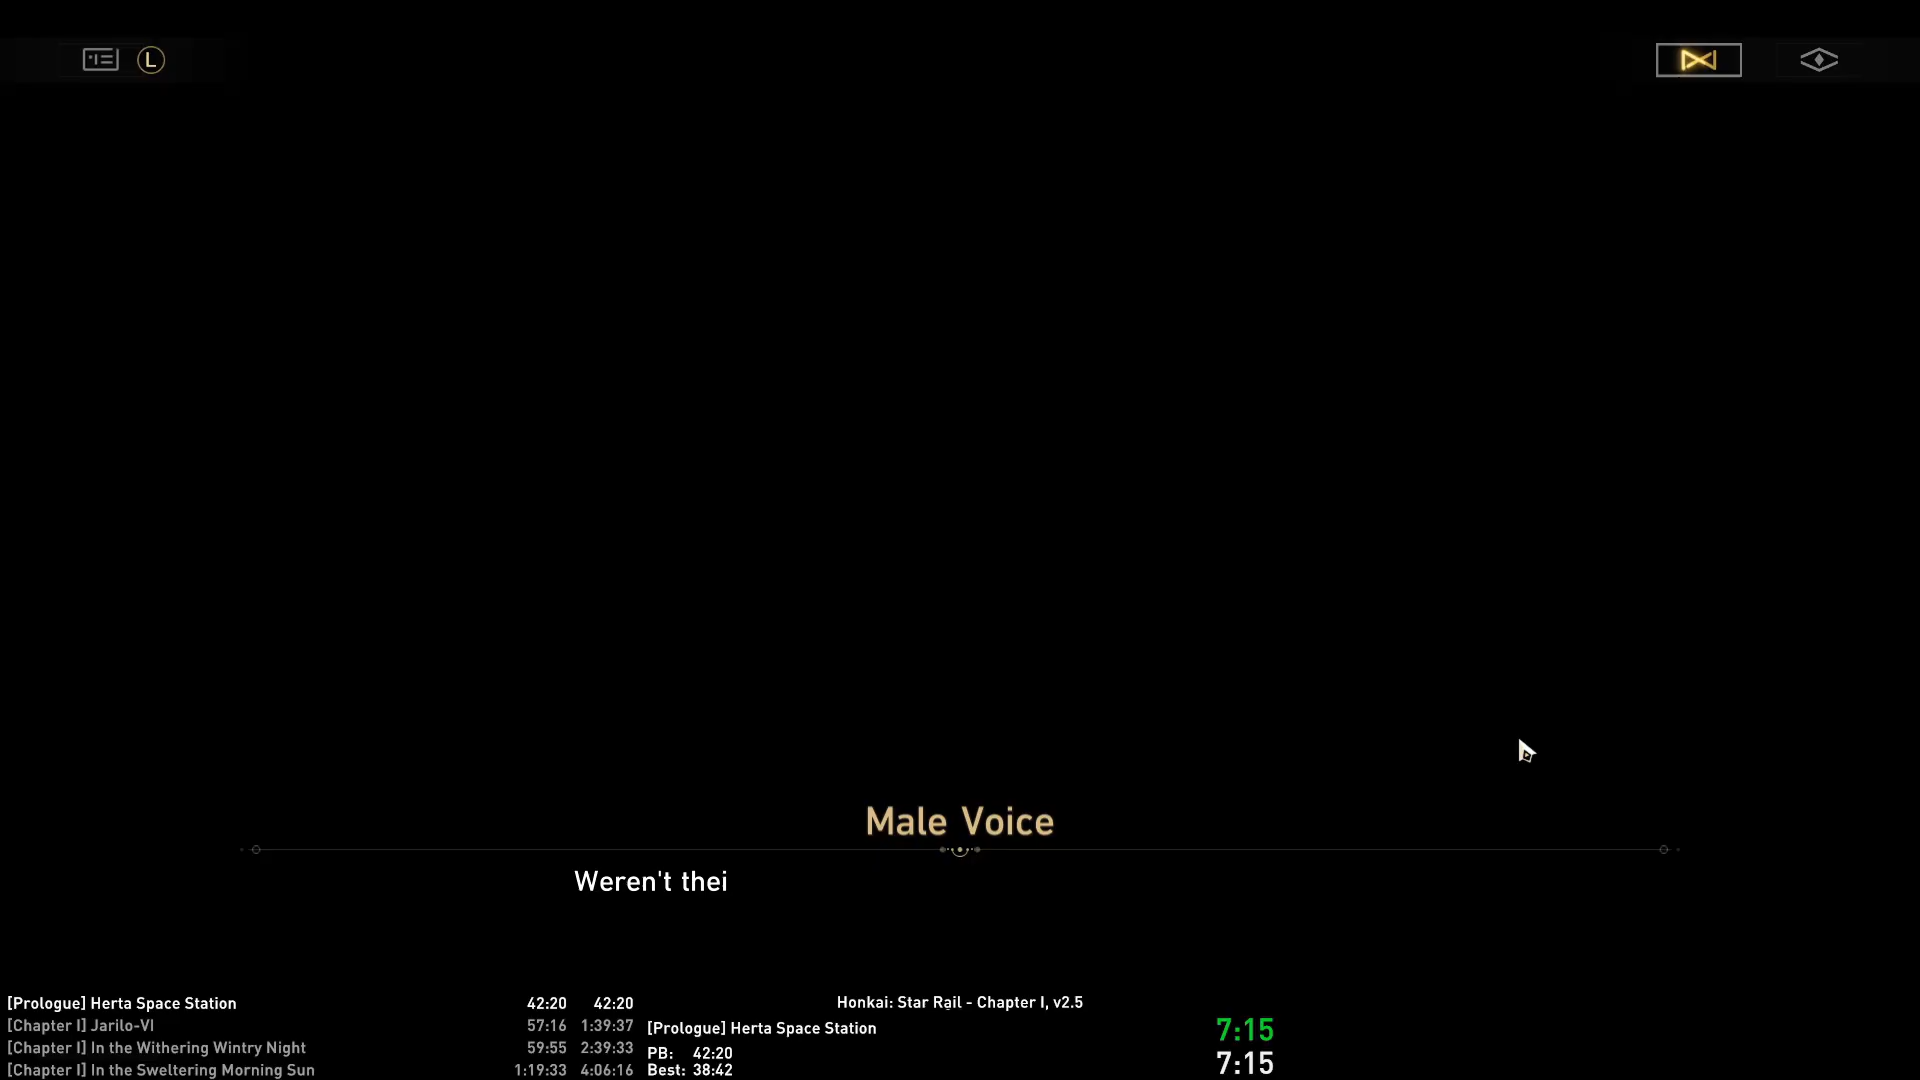 L
Male Voice
Weren't thei
[Prologue] Herta Space Station 42:20 42:20
[Chapter I] Jarilo-VI 57:16 1:39:37
[Chapter I] In the Withering Wintry Night 59:55 2:39:33
[Chapter I] In the Sweltering Morning Sun 1:19:33 4:06:16
Honkai: Star Rail - Chapter I, v2.5
[Prologue] Herta Space Station
PB: 42:20
Best: 38:42
7:15
7:15